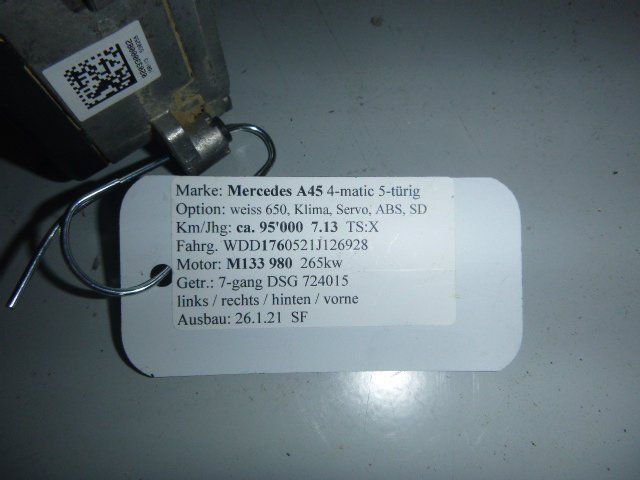 Marke: Mercedes A45 4-matic 5-türig
Option: weiss 650, Klima, Servo, ABS, SD
Km/Jhg: ca. 95'000 7.13 TS:X
Fahrg. WDD1760521J126928
Motor: M133 980 265kw
Getr.: 7-gang DSG 724015
links / rechts / hinten / vorne
Ausbau: 26.1.21 SF